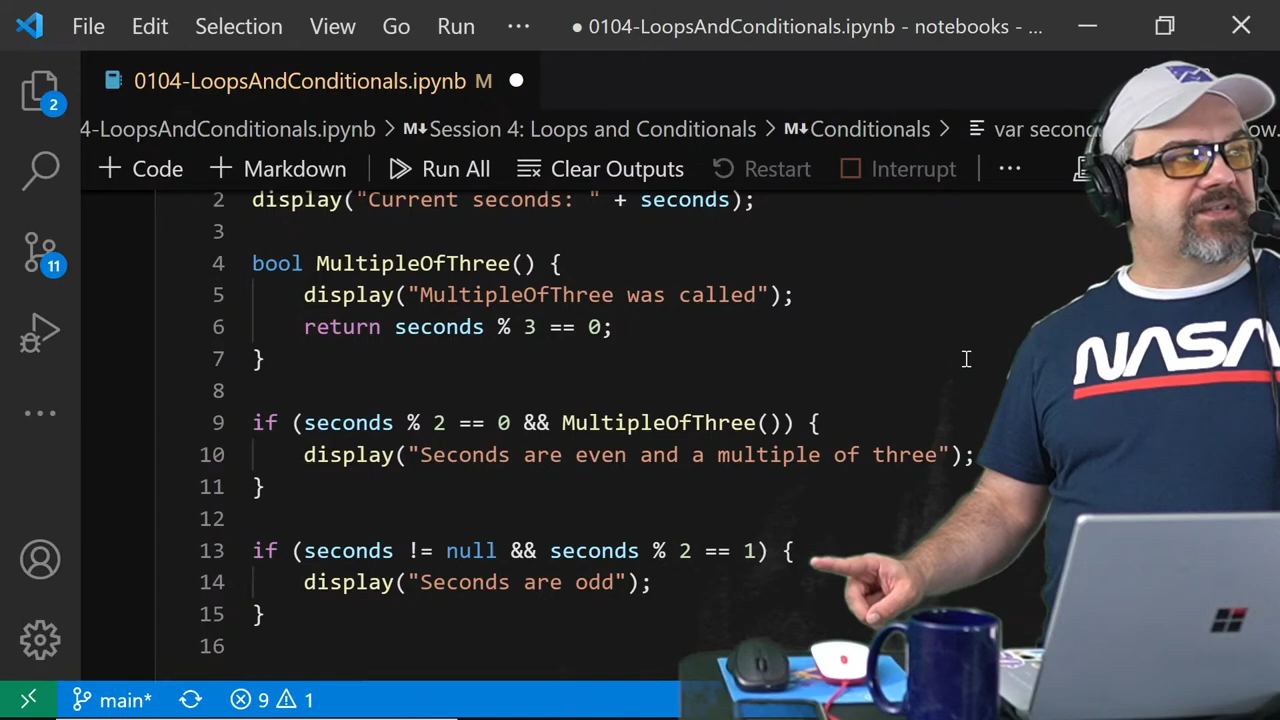 File Edit Selection View Go Run ··· ● 0104-LoopsAndConditionals.ipynb - notebooks - ...
0104-LoopsAndConditionals.ipynb M
4-LoopsAndConditionals.ipynb > M↓Session 4: Loops and Conditionals > M↓Conditionals > var secon
+ Code + Markdown Run All Clear Outputs Restart Interrupt ···
2 display("Current seconds: " + seconds);
3
4 bool MultipleOfThree() {
5 display("MultipleOfThree was called");
6 return seconds % 3 == 0;
7 }
8
9 if (seconds % 2 == 0 && MultipleOfThree()) {
10 display("Seconds are even and a multiple of three");
11 }
12
13 if (seconds != null && seconds % 2 == 1) {
14 display("Seconds are odd");
15 }
16
2
11
NASA
main* 9 1